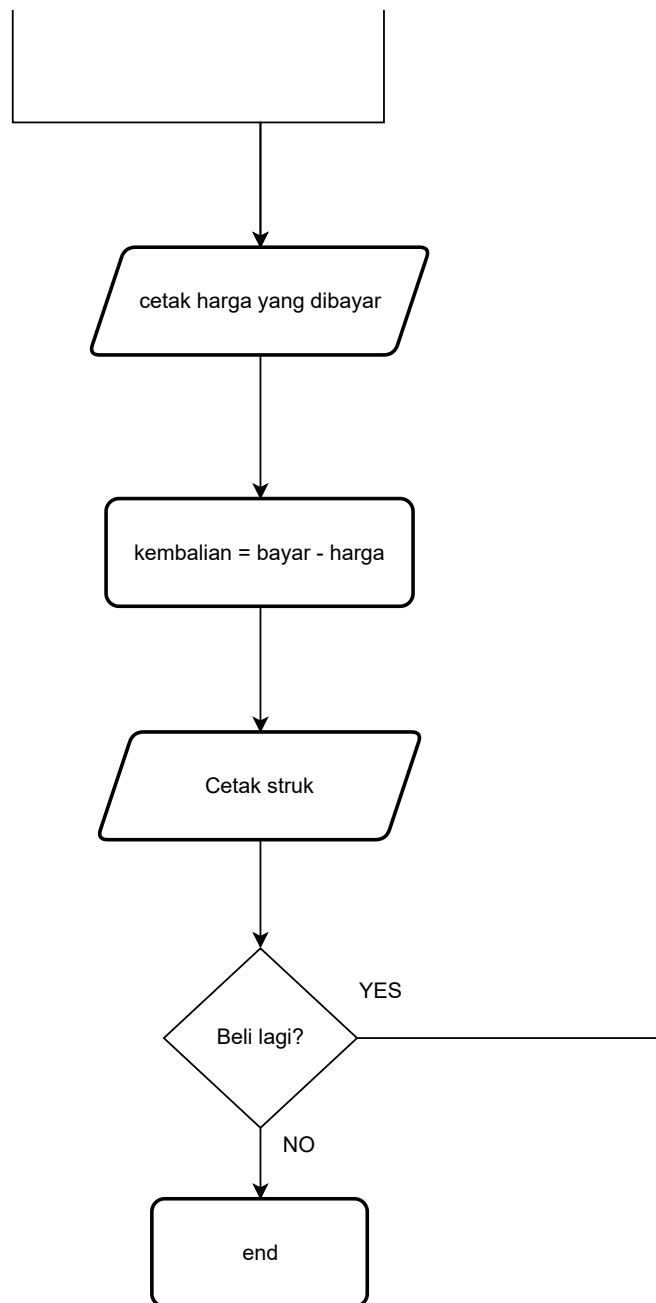 cetak harga yang dibayar
kembalian = bayar - harga
Cetak struk
YES
Beli lagi?
NO
end